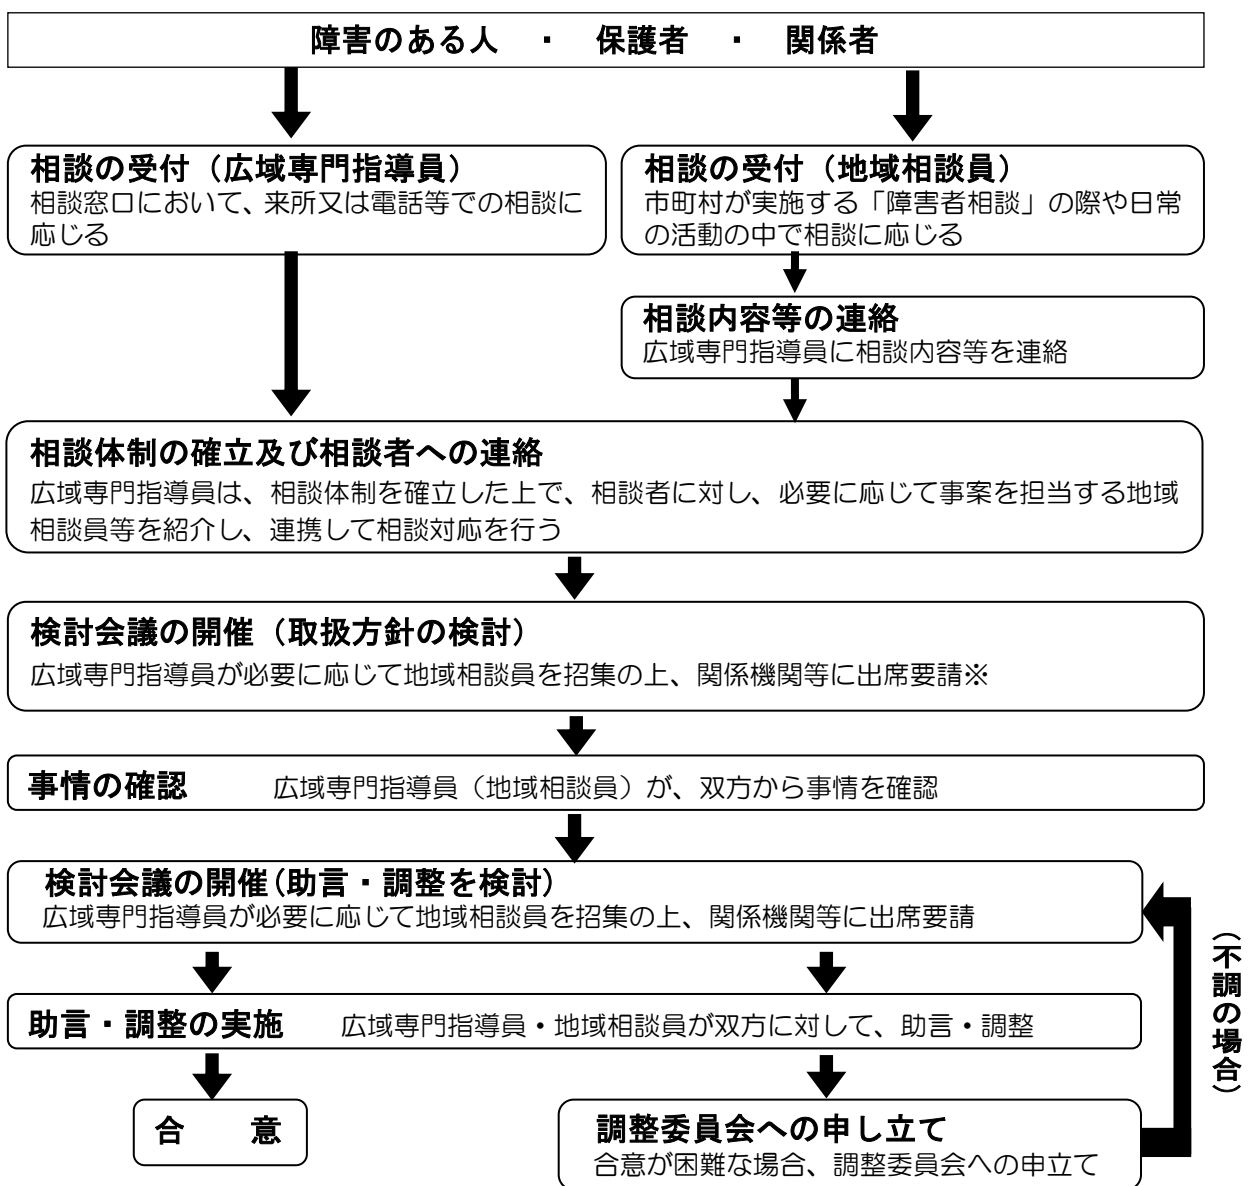 障害のある人　・　保護者　・　関係者
相談の受付（広域専門指導員）
相談窓口において、来所又は電話等での相談に
応じる
相談の受付（地域相談員）
市町村が実施する「障害者相談」の際や日常
の活動の中で相談に応じる
相談内容等の連絡
広域専門指導員に相談内容等を連絡
相談体制の確立及び相談者への連絡
広域専門指導員は、相談体制を確立した上で、相談者に対し、必要に応じて事案を担当する地域
相談員等を紹介し、連携して相談対応を行う
検討会議の開催（取扱方針の検討）
広域専門指導員が必要に応じて地域相談員を招集の上、関係機関等に出席要請※
事情の確認　広域専門指導員（地域相談員）が、双方から事情を確認
検討会議の開催(助言・調整を検討)
広域専門指導員が必要に応じて地域相談員を招集の上、関係機関等に出席要請
（不調の場合）
助言・調整の実施　広域専門指導員・地域相談員が双方に対して、助言・調整
合　意
調整委員会への申し立て
合意が困難な場合、調整委員会への申立て